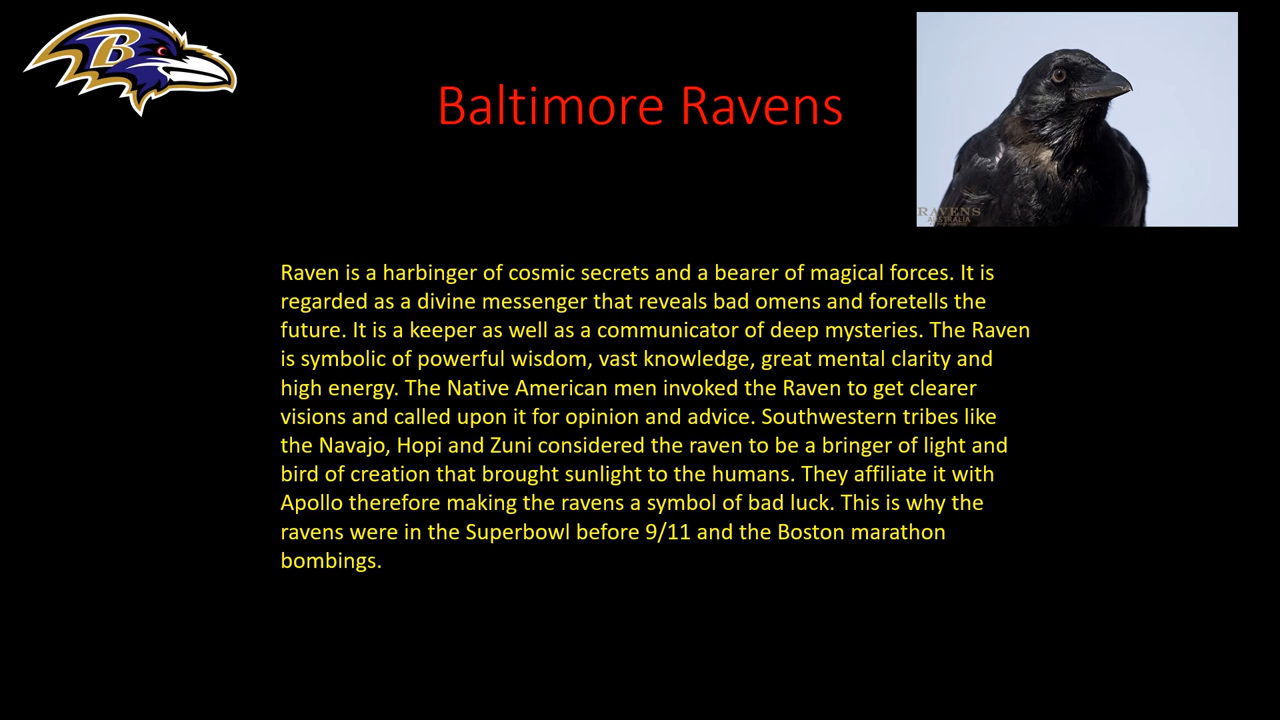 B
Baltimore Ravens
RAVENS
AUSTRALIA
Raven is a harbinger of cosmic secrets and a bearer of magical forces. It is
regarded as a divine messenger that reveals bad omens and foretells the
future. It is a keeper as well as a communicator of deep mysteries. The Raven
is symbolic of powerful wisdom, vast knowledge, great mental clarity and
high energy. The Native American men invoked the Raven to get clearer
visions and called upon it for opinion and advice. Southwestern tribes like
the Navajo, Hopi and Zuni considered the raven to be a bringer of light and
bird of creation that brought sunlight to the humans. They affiliate it with
Apollo therefore making the ravens a symbol of bad luck. This is why the
ravens were in the Superbowl before 9/11 and the Boston marathon
bombings.